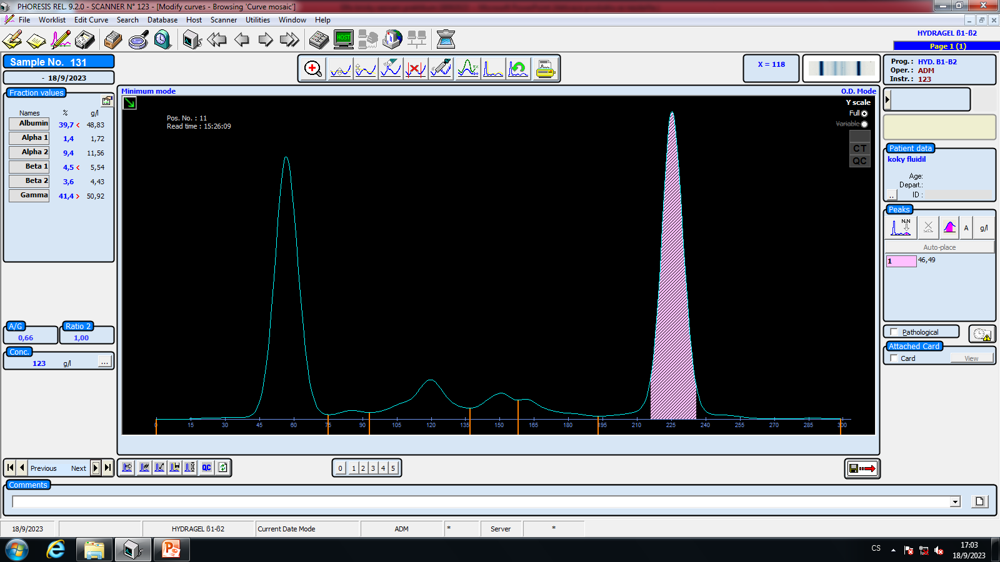 PHORESIS REL. 9.2.0 - SCANNER N° 123 - [Modify curves - Browsing 'Curve mosaic']
File Worklist Edit Curve Search Database Host Scanner Utilities Window Help
HOST
HYDRAGEL ß1-ß2
Page 1 (1)
Sample No. 131
- 18/9/2023
X = 118
Prog.: HYD. B1-B2
Oper.: ADM
Instr.: 123
Fraction values
Names % g/l
Albumin 39,7 < 48,83
Alpha 1 1,4 1,72
Alpha 2 9,4 11,56
Beta 1 4,5 < 5,54
Beta 2 3,6 4,43
Gamma 41,4 > 50,92
A/G
0,66
Ratio 2
1,00
Conc.
123 g/l ...
Minimum mode
O.D. Mode
Y scale
Full
Variable
CT
QC
Pos. No. : 11
Read time : 15:26:09
0 15 30 45 60 75 90 105 120 135 150 165 180 195 210 225 240 255 270 285 300
Patient data
koky fluidil
Age:
Depart.:
.. ID :
Peaks
N,N A g/l
Auto-place
1 46,49
Pathological
Attached Card
Card View
Previous Next
QC
0 1 2 3 4 5
Comments
18/9/2023 HYDRAGEL ß1-ß2 Current Date Mode ADM * Server *
CS
17:03
18/9/2023